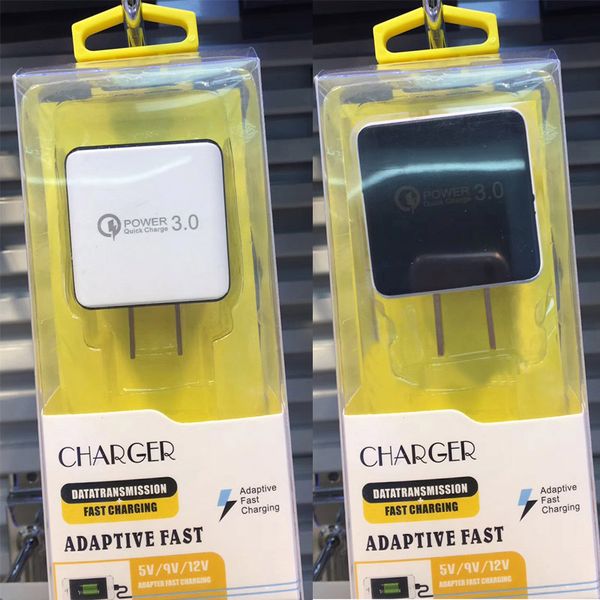 POWER 3.0
Quick Charge
CHARGER
DATATRANSMISSION
FAST CHARGING
Adaptive
Fast
Charging
ADAPTIVE FAST
5V/9V/12V
ADAPTER FAST CHARGING
POWER 3.0
Quick Charge
CHARGER
DATATRANSMISSION
FAST CHARGING
Adaptive
Fast
Charging
ADAPTIVE FAST
5V/9V/12V
ADAPTED FAST CHARGING